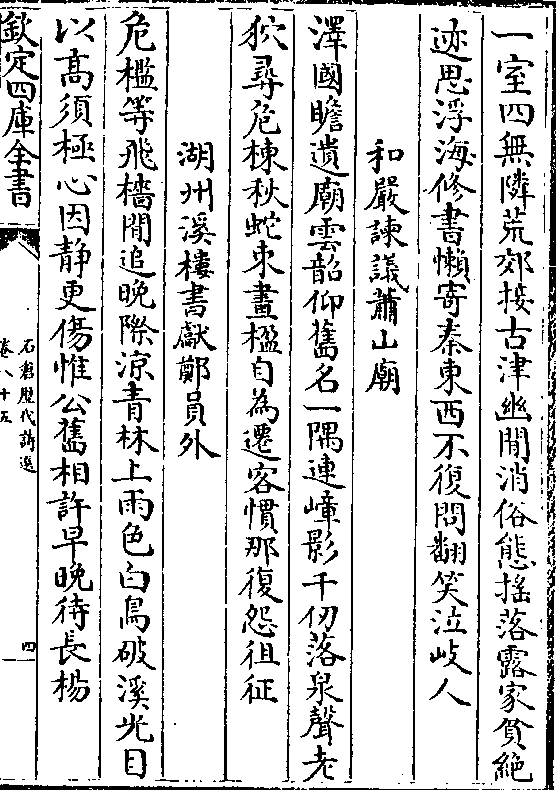 一室四無隣荒郊接古津幽閒消俗態揺落露家貧絶
迹思浮海修書懶寄秦東西不復問翻笑泣岐人
和嚴諫議蕭山廟
澤國瞻遺廟雲韶仰舊名一隅連嶂影千仞落泉聲老
狖尋危棟秋蛇束畫楹自為遷客慣那復怨徂征
湖州溪樓書獻鄭員外
危檻等飛檣閒追晚際涼青林上雨色白鳥破溪光目
以高須極心因静更傷惟公舊相許早晚待長楊
欽定四庫全書
石倉歴代詩選
卷八十五
四